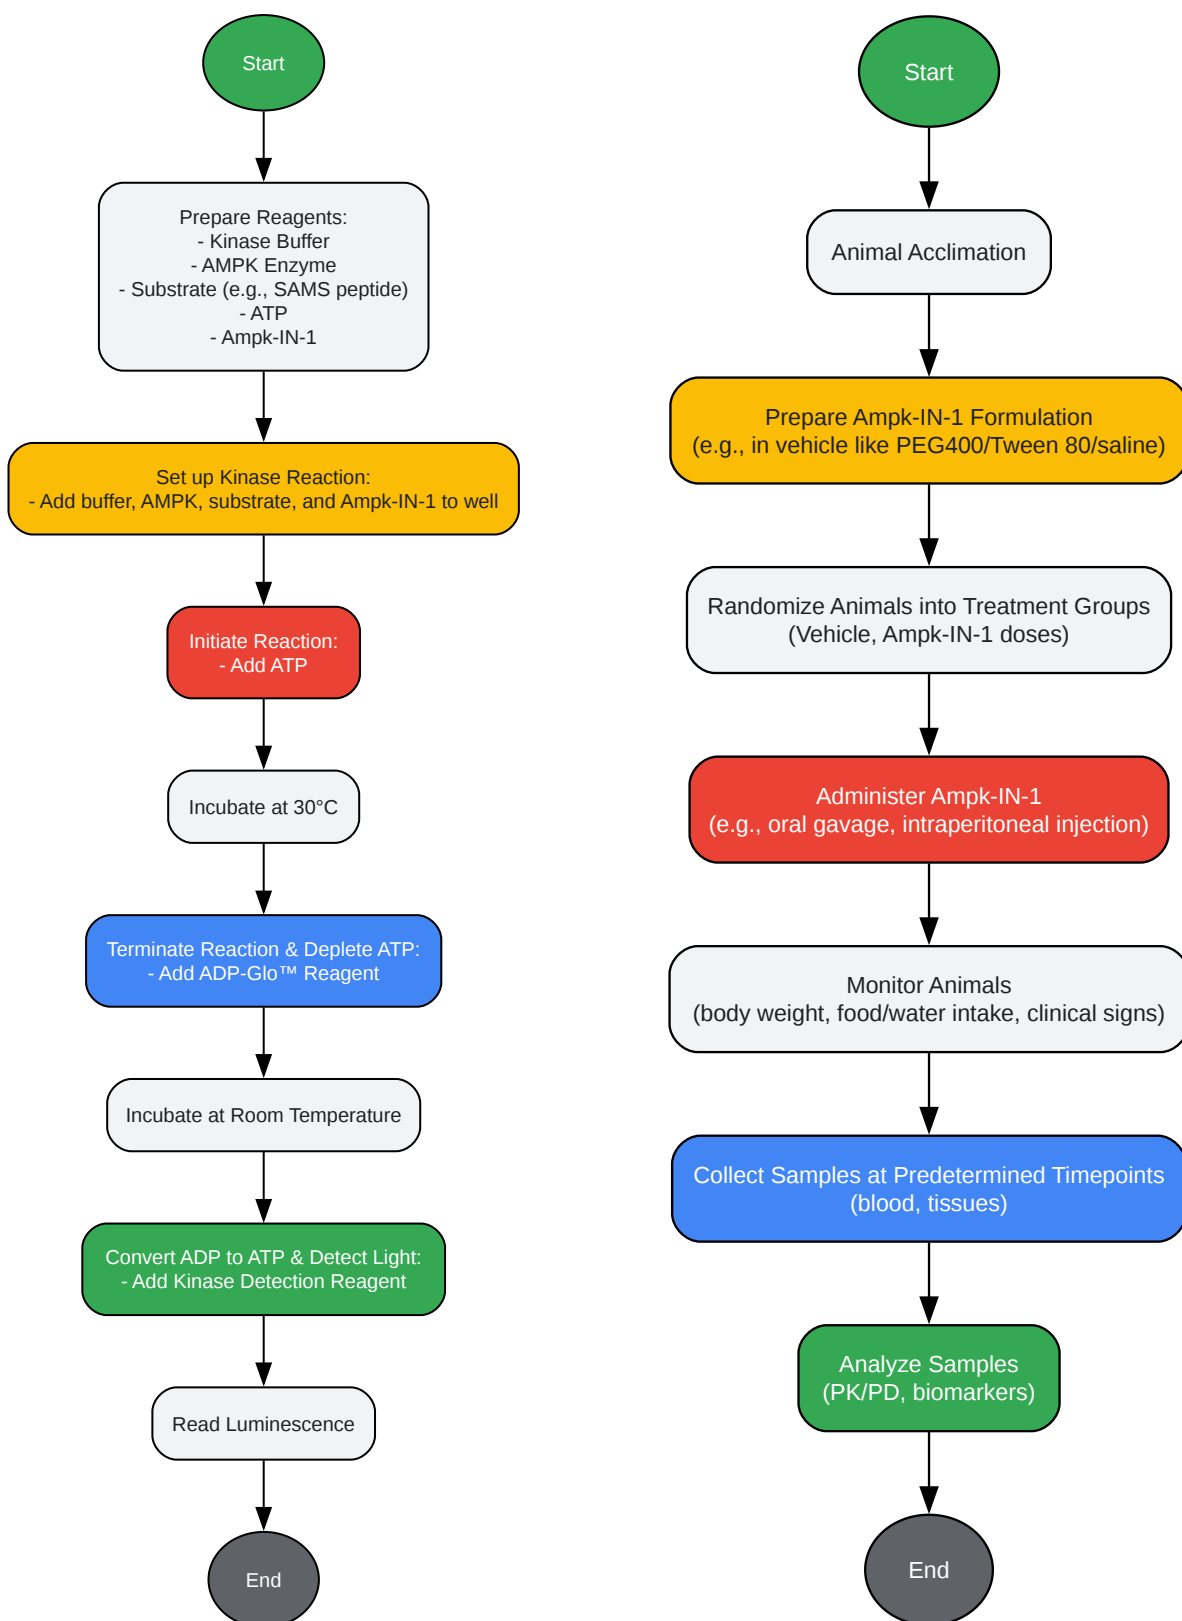 Start
Prepare Reagents:
- Kinase Buffer
- AMPK Enzyme
- Substrate (e.g., SAMS peptide)
- ATP
- Ampk-IN-1
Set up Kinase Reaction:
- Add buffer, AMPK, substrate, and Ampk-IN-1 to well
Initiate Reaction:
- Add ATP
Incubate at 30°C
Terminate Reaction & Deplete ATP:
- Add ADP-Glo™ Reagent
Incubate at Room Temperature
Convert ADP to ATP & Detect Light:
- Add Kinase Detection Reagent
Read Luminescence
End
Start
Animal Acclimation
Prepare Ampk-IN-1 Formulation
(e.g., in vehicle like PEG400/Tween 80/saline)
Randomize Animals into Treatment Groups
(Vehicle, Ampk-IN-1 doses)
Administer Ampk-IN-1
(e.g., oral gavage, intraperitoneal injection)
Monitor Animals
(body weight, food/water intake, clinical signs)
Collect Samples at Predetermined Timepoints
(blood, tissues)
Analyze Samples
(PK/PD, biomarkers)
End